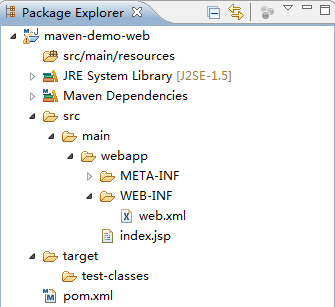 Package Explorer
maven-demo-web
src/main/resources
JRE System Library [J2SE-1.5]
Maven Dependencies
src
main
webapp
META-INF
WEB-INF
web.xml
index.jsp
target
test-classes
pom.xml